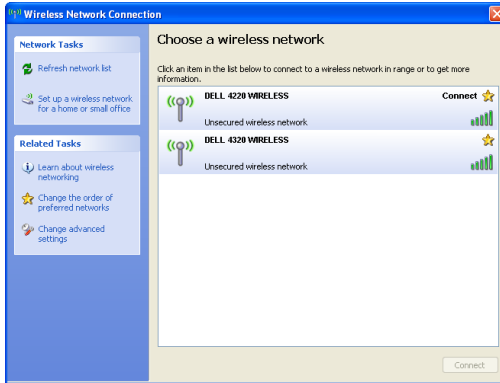 Wireless Network Connection
Network Tasks
Refresh network list
Set up a wireless network
for a home or small office
Related Tasks
Learn about wireless
networking
Change the order of
preferred networks
Change advanced
settings
Choose a wireless network
Click an item in the list below to connect to a wireless network in range or to get more
information.
DELL 4220 WIRELESS
Connect
Unsecured wireless network
DELL 4320 WIRELESS
Unsecured wireless network
Connect